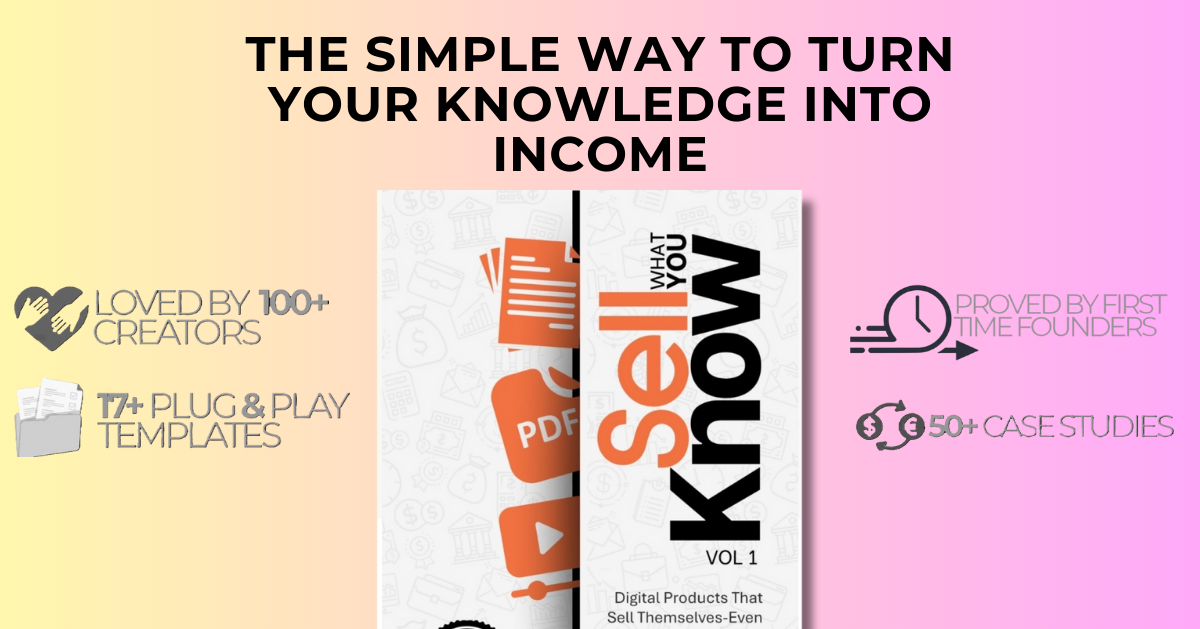 THE SIMPLE WAY TO TURN
YOUR KNOWLEDGE INTO
INCOME
LOVED BY 100+
CREATORS
17+ PLUG & PLAY
TEMPLATES
PDF
Sell
WHAT
YOU
Know
VOL 1
Digital Products That
Sell Themselves-Even
PROVED BY FIRST
TIME FOUNDERS
$ £
50+ CASE STUDIES